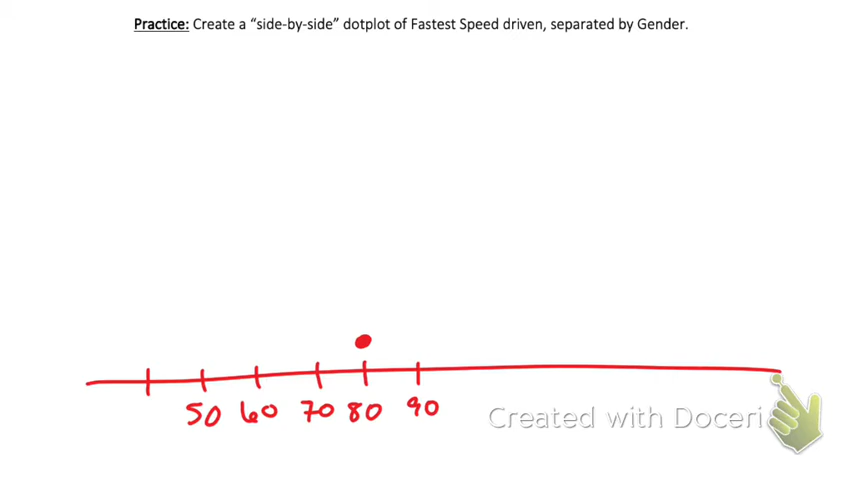 Practice: Create a “side-by-side” dotplot of Fastest Speed driven, separated by Gender.
50 60 70 80 90
Created with Doceri